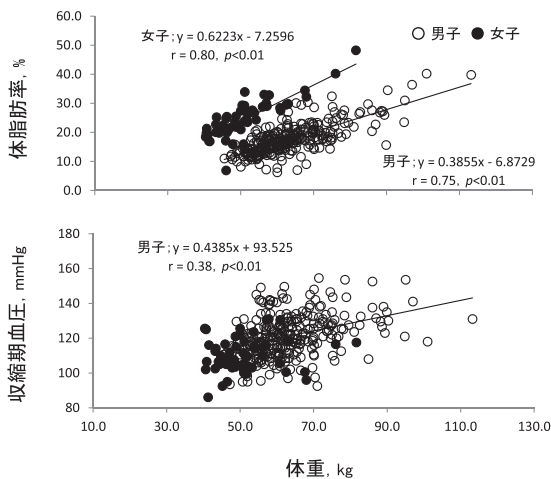 60.0
50.0
40.0
30.0
20.0
10.0
0.0
体脂肪率, %
女子 ; y = 0.6223x - 7.2596
r = 0.80, p<0.01
○ 男子 ● 女子
男子 ; y = 0.3855x - 6.8729
r = 0.75, p<0.01
180
160
140
120
100
80
収縮期血圧, mmHg
男子 ; y = 0.4385x + 93.525
r = 0.38, p<0.01
10.0 30.0 50.0 70.0 90.0 110.0 130.0
体重, kg